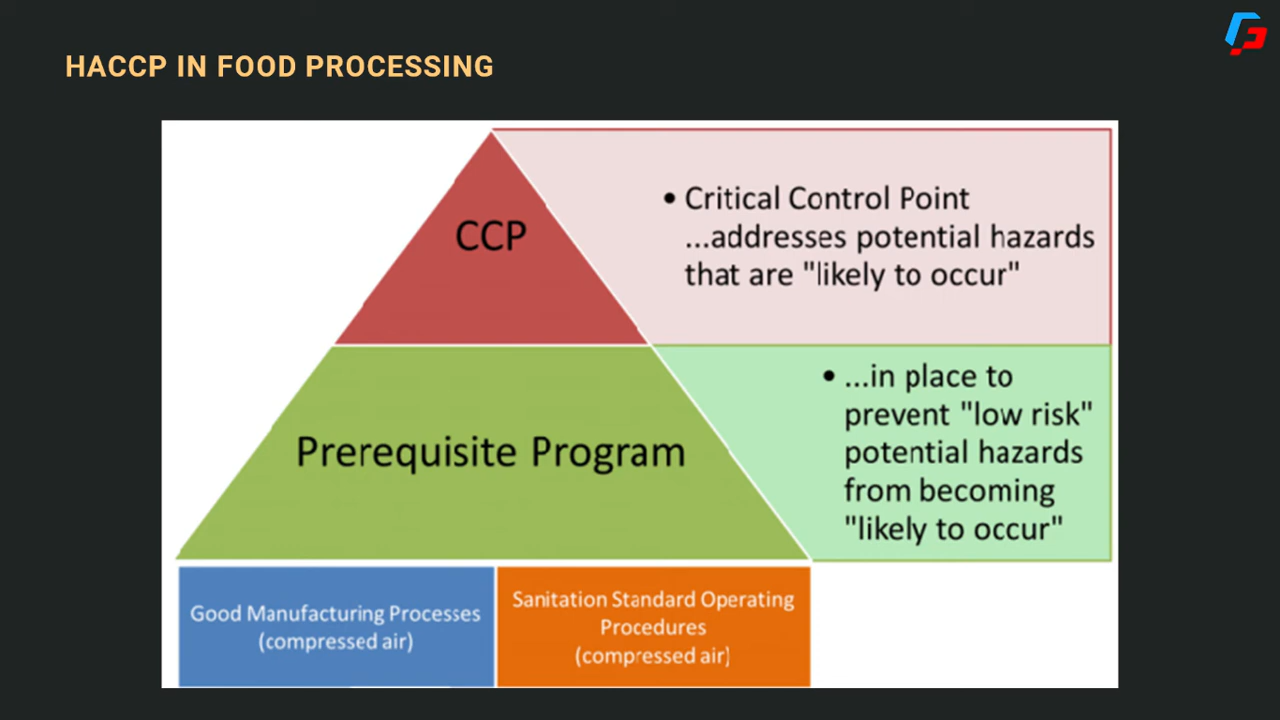 HACCP IN FOOD PROCESSING
CCP
• Critical Control Point
...addresses potential hazards
that are "likely to occur"
Prerequisite Program
• ...in place to
prevent "low risk"
potential hazards
from becoming
"likely to occur"
Good Manufacturing Processes
(compressed air)
Sanitation Standard Operating
Procedures
(compressed air)